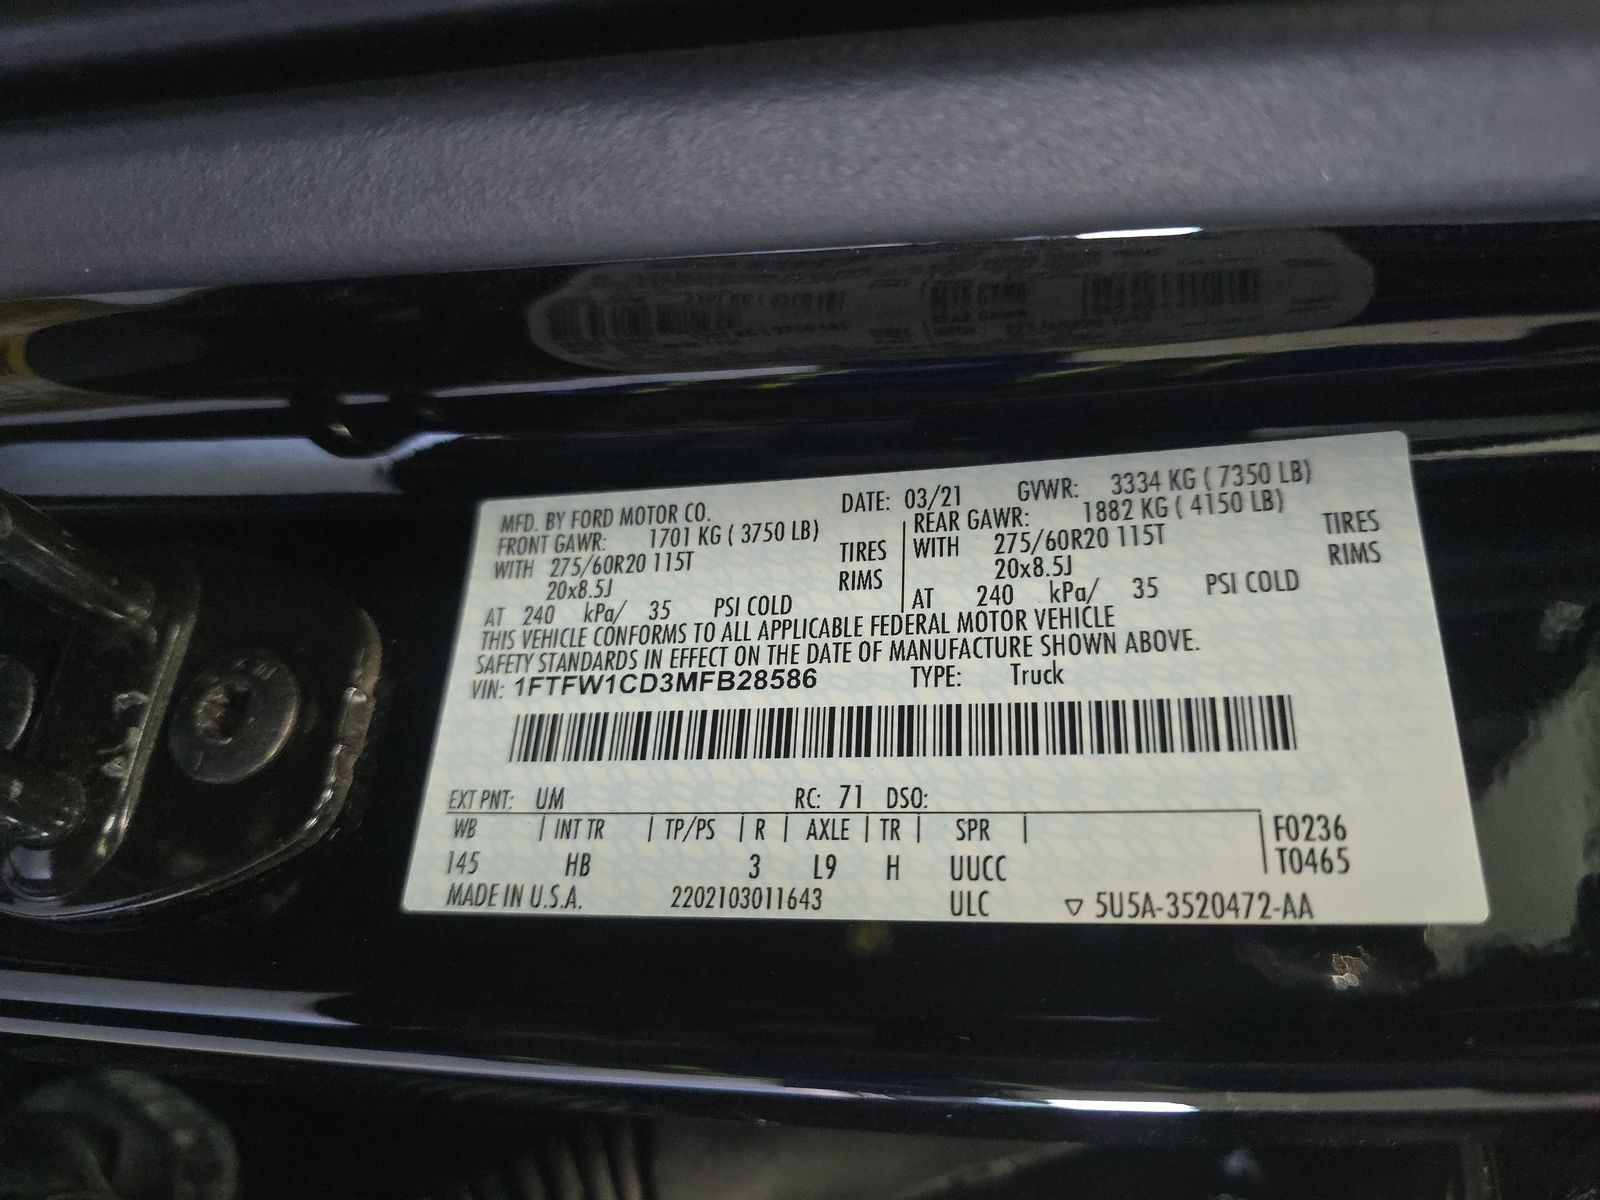 MFD. BY FORD MOTOR CO. DATE: 03/21 GVWR: 3334 KG ( 7350 LB)
FRONT GAWR: 1701 KG ( 3750 LB) REAR GAWR: 1882 KG ( 4150 LB)
WITH 275/60R20 115T TIRES WITH 275/60R20 115T TIRES
20x8.5J RIMS 20x8.5J RIMS
AT 240 kPa/ 35 PSI COLD AT 240 kPa/ 35 PSI COLD
THIS VEHICLE CONFORMS TO ALL APPLICABLE FEDERAL MOTOR VEHICLE
SAFETY STANDARDS IN EFFECT ON THE DATE OF MANUFACTURE SHOWN ABOVE.
VIN: 1FTFW1CD3MFB28586 TYPE: Truck
EXT PNT: UM RC: 71 DSO:
WB | INT TR | TP/PS | R | AXLE | TR | SPR | F0236
145 HB 3 L9 H UUCC T0465
MADE IN U.S.A. 2202103011643 ULC ▽ 5U5A-3520472-AA